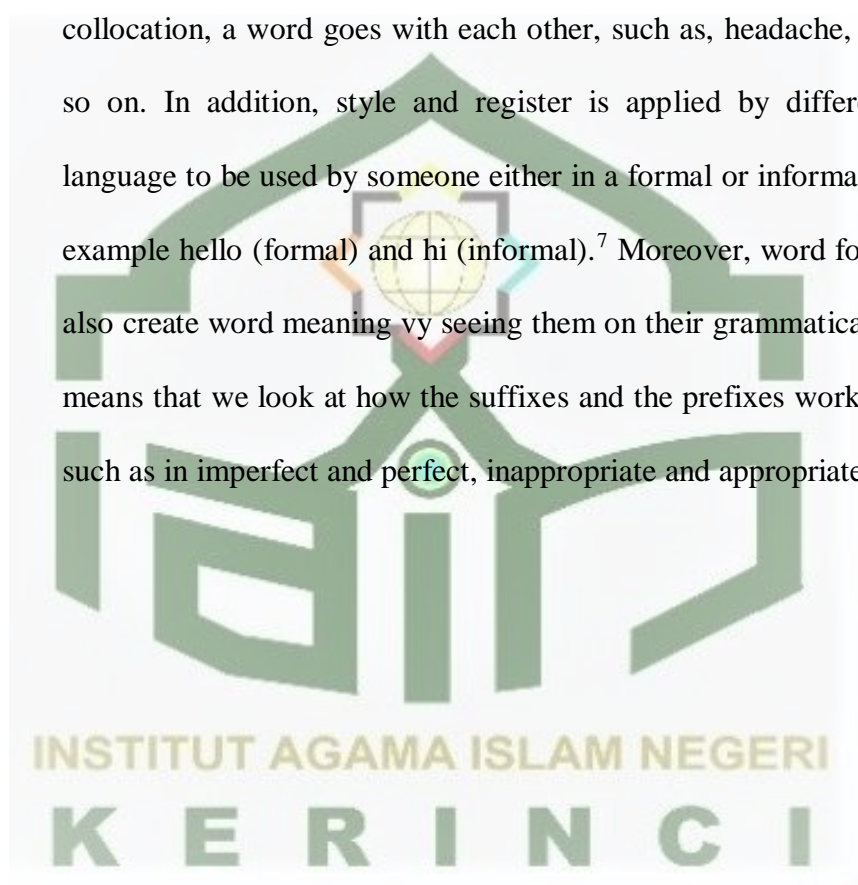 collocation, a word goes with each other, such as, headache,
so on. In addition, style and register is applied by differe
language to be used by someone either in a formal or informa
example hello (formal) and hi (informal).7 Moreover, word fo
also create word meaning vy seeing them on their grammatica
means that we look at how the suffixes and the prefixes work
such as in imperfect and perfect, inappropriate and appropriate
iain
INSTITUT AGAMA ISLAM NEGERI
KERINCI